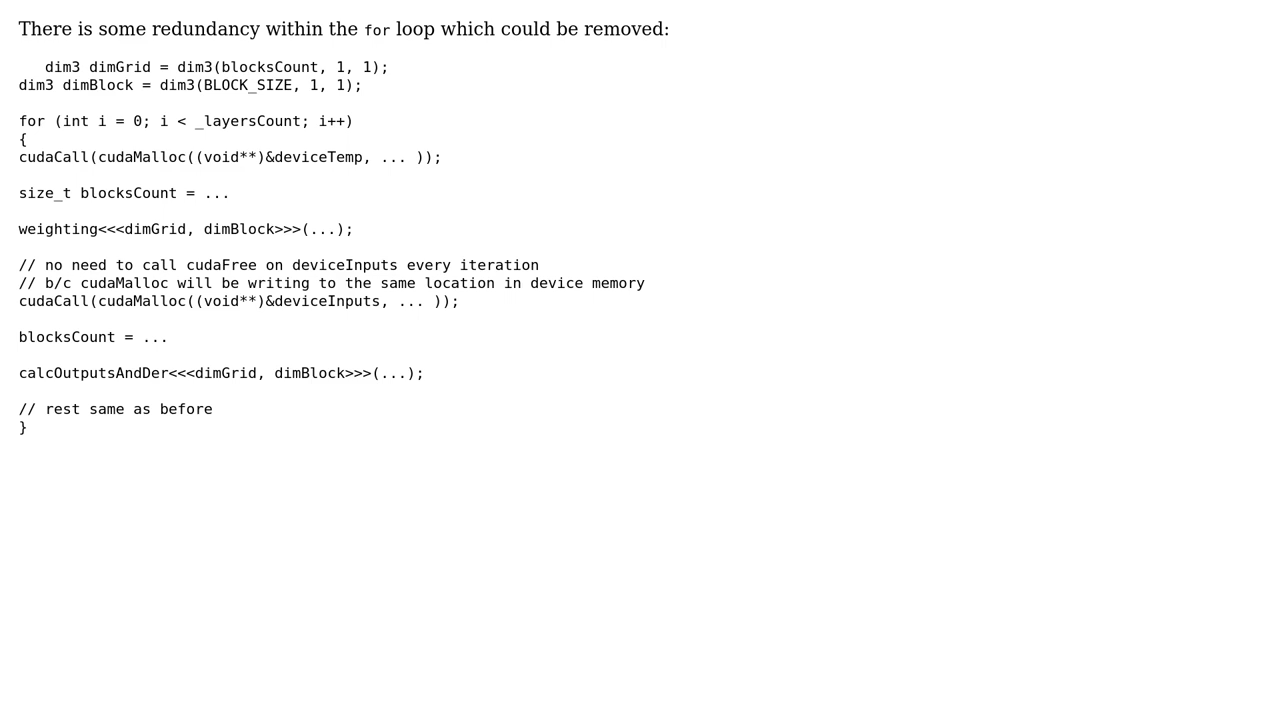 There is some redundancy within the for loop which could be removed:
dim3 dimGrid = dim3(blocksCount, 1, 1);
dim3 dimBlock = dim3(BLOCK_SIZE, 1, 1);
for (int i = 0; i < _layersCount; i++)
{
cudaCall(cudaMalloc((void**)&deviceTemp, ... ));
size_t blocksCount = ...
weighting<<<dimGrid, dimBlock>>>(...);
// no need to call cudaFree on deviceInputs every iteration
// b/c cudaMalloc will be writing to the same location in device memory
cudaCall(cudaMalloc((void**)&deviceInputs, ... ));
blocksCount = ...
calcOutputsAndDer<<<dimGrid, dimBlock>>>(...);
// rest same as before
}